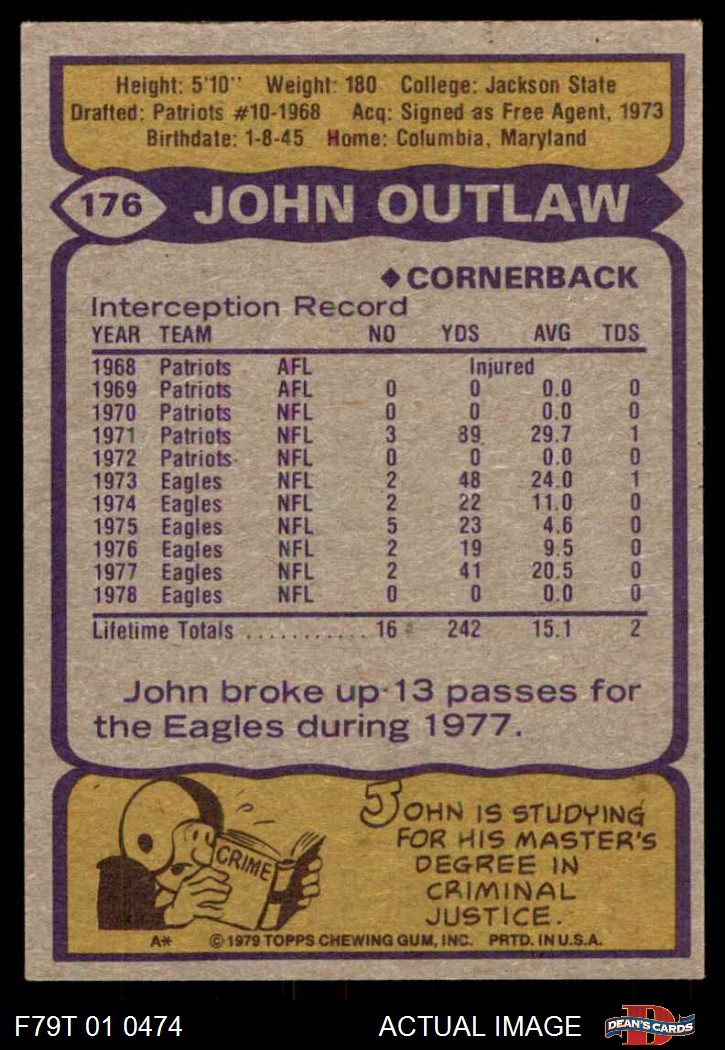 Height: 5'10" Weight: 180 College: Jackson State
Drafted: Patriots #10-1968 Acq: Signed as Free Agent, 1973
Birthdate: 1-8-45 Home: Columbia, Maryland
176 JOHN OUTLAW
◆CORNERBACK
Interception Record
YEAR TEAM NO YDS AVG TDS
1968 Patriots AFL Injured
1969 Patriots AFL 0 0 0.0 0
1970 Patriots NFL 0 0 0.0 0
1971 Patriots NFL 3 89 29.7 1
1972 Patriots NFL 0 0 0.0 0
1973 Eagles NFL 2 48 24.0 1
1974 Eagles NFL 2 22 11.0 0
1975 Eagles NFL 5 23 4.6 0
1976 Eagles NFL 2 19 9.5 0
1977 Eagles NFL 2 41 20.5 0
1978 Eagles NFL 0 0 0.0 0
Lifetime Totals ............ 16 242 15.1 2
John broke up 13 passes for
the Eagles during 1977.
CRIME
JOHN IS STUDYING
FOR HIS MASTER'S
DEGREE IN
CRIMINAL
JUSTICE.
A* © 1979 TOPPS CHEWING GUM, INC. PRTD. IN U.S.A.
F79T 01 0474 ACTUAL IMAGE D DEAN'S CARDS